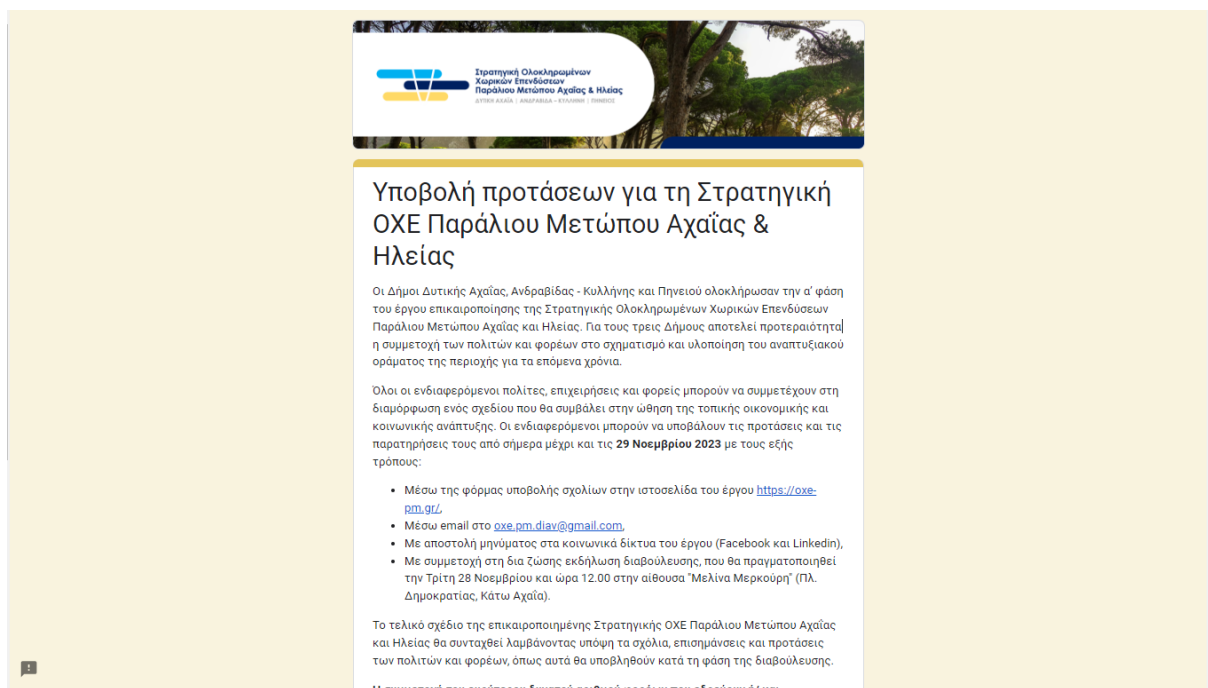 Στρατηγική Ολοκληρωμένων
Χωρικών Επενδύσεων
Παράλιου Μετώπου Αχαΐας & Ηλείας
ΔΥΤΙΚΗ ΑΧΑΪΑ | ΑΝΔΡΑΒΙΔΑ – ΚΥΛΛΗΝΗ | ΠΗΝΕΙΟΣ
Υποβολή προτάσεων για τη Στρατηγική
ΟΧΕ Παράλιου Μετώπου Αχαΐας &
Ηλείας
Οι Δήμοι Δυτικής Αχαΐας, Ανδραβίδας - Κυλλήνης και Πηνειού ολοκλήρωσαν την α' φάση
του έργου επικαιροποίησης της Στρατηγικής Ολοκληρωμένων Χωρικών Επενδύσεων
Παράλιου Μετώπου Αχαΐας και Ηλείας. Για τους τρεις Δήμους αποτελεί προτεραιότητα
η συμμετοχή των πολιτών και φορέων στο σχηματισμό και υλοποίηση του αναπτυξιακού
οράματος της περιοχής για τα επόμενα χρόνια.
Όλοι οι ενδιαφερόμενοι πολίτες, επιχειρήσεις και φορείς μπορούν να συμμετέχουν στη
διαμόρφωση ενός σχεδίου που θα συμβάλει στην ώθηση της τοπικής οικονομικής και
κοινωνικής ανάπτυξης. Οι ενδιαφερόμενοι μπορούν να υποβάλουν τις προτάσεις και τις
παρατηρήσεις τους από σήμερα μέχρι και τις 29 Νοεμβρίου 2023 με τους εξής
τρόπους:
• Μέσω της φόρμας υποβολής σχολίων στην ιστοσελίδα του έργου https://oxe-
pm.gr/,
• Μέσω email στο oxe.pm.diav@gmail.com,
• Με αποστολή μηνύματος στα κοινωνικά δίκτυα του έργου (Facebook και Linkedin),
• Με συμμετοχή στη δια ζώσης εκδήλωση διαβούλευσης, που θα πραγματοποιηθεί
την Τρίτη 28 Νοεμβρίου και ώρα 12.00 στην αίθουσα "Μελίνα Μερκούρη" (Πλ.
Δημοκρατίας, Κάτω Αχαΐα).
Το τελικό σχέδιο της επικαιροποιημένης Στρατηγικής ΟΧΕ Παράλιου Μετώπου Αχαΐας
και Ηλείας θα συνταχθεί λαμβάνοντας υπόψη τα σχόλια, επισημάνσεις και προτάσεις
των πολιτών και φορέων, όπως αυτά θα υποβληθούν κατά τη φάση της διαβούλευσης.